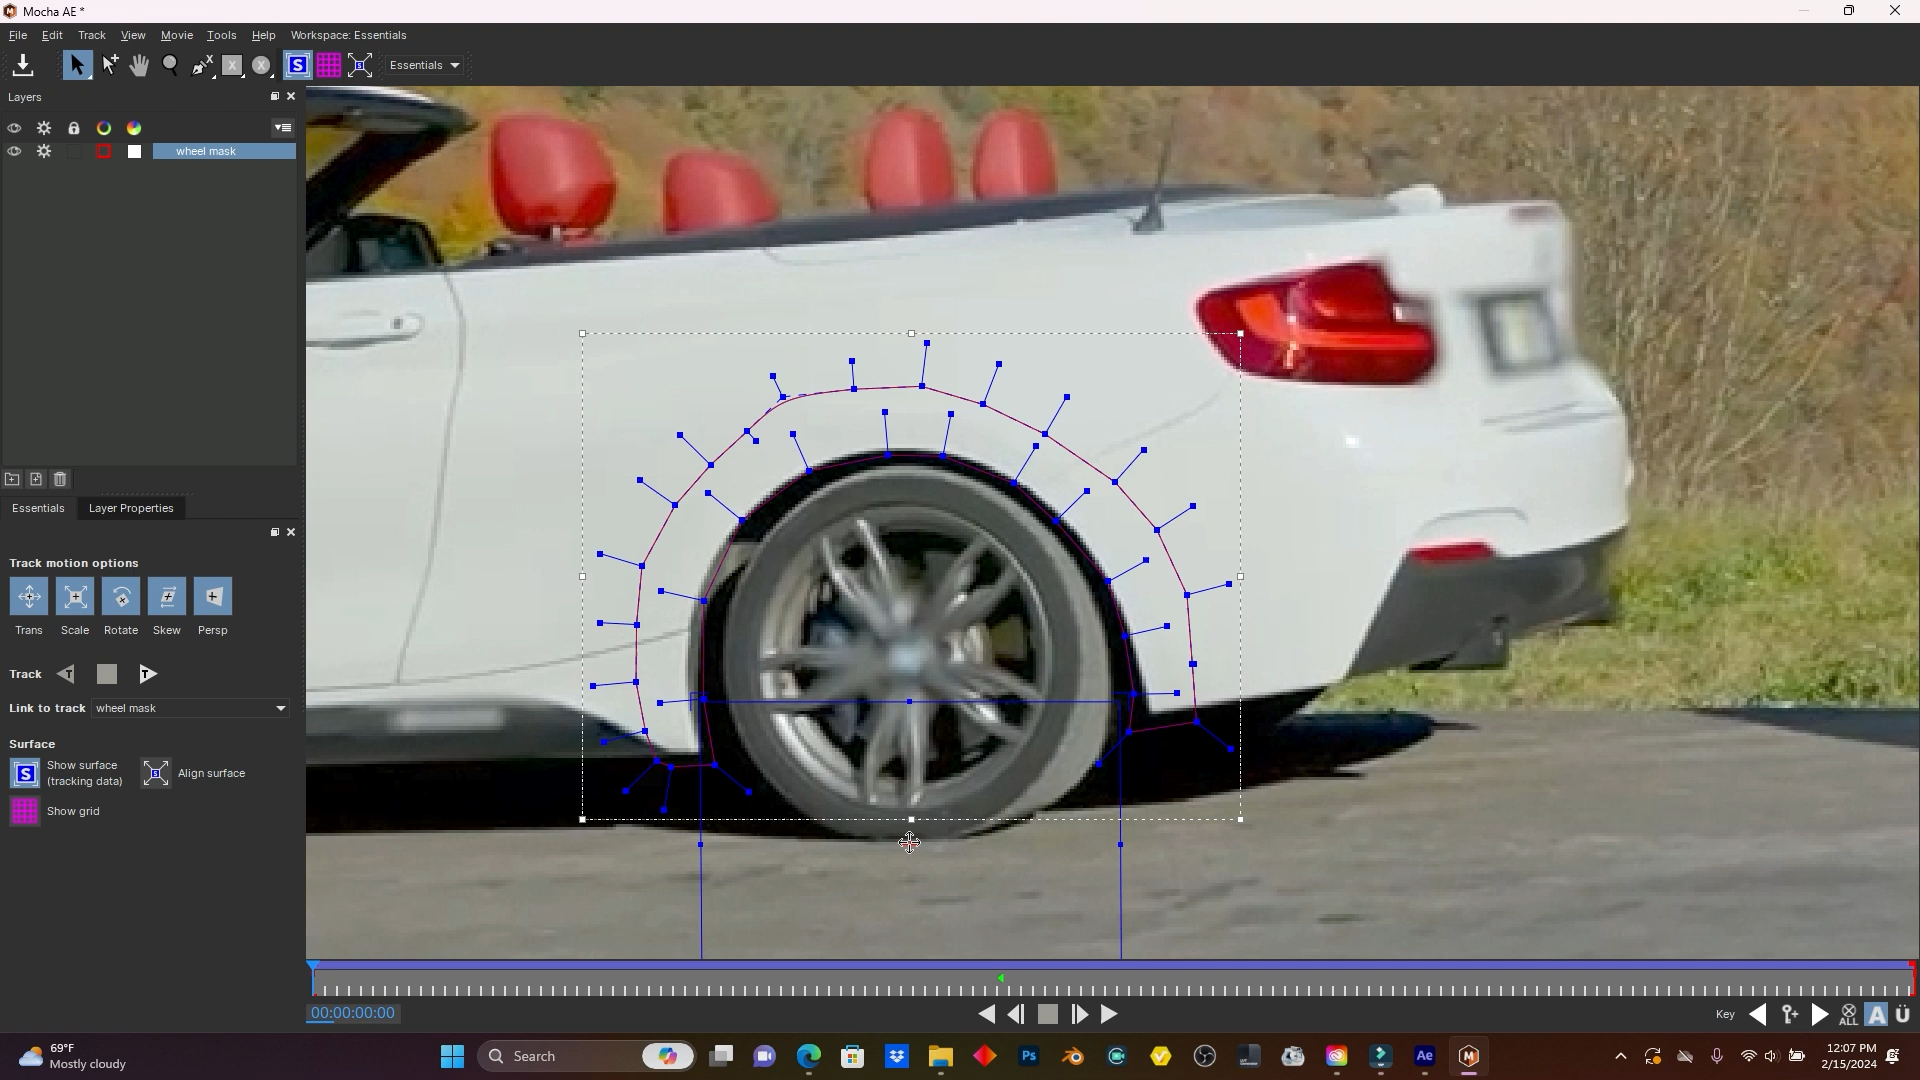 Mocha AE *
File Edit Track View Movie Tools Help Workspace: Essentials
S Essentials
Layers
wheel mask
Essentials Layer Properties
Track motion options
Trans Scale Rotate Skew Persp
Track T T
Link to track wheel mask
Surface
S Show surface (tracking data) S Align surface
Show grid
00:00:00:00
Key ALL A Ü
69°F
Mostly cloudy
Search
Ps Ae M
12:07 PM
2/15/2024